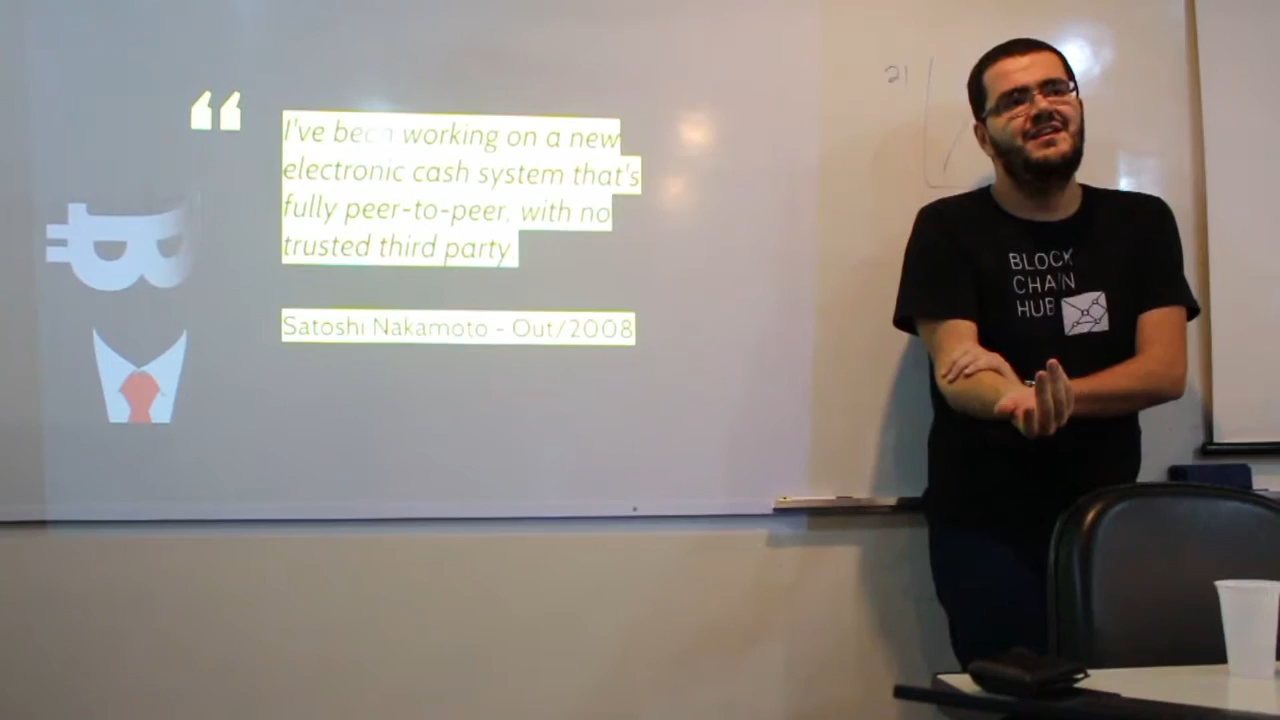 I've been working on a new
electronic cash system that's
fully peer-to-peer, with no
trusted third party.
Satoshi Nakamoto - Out/2008
21
BLOCK
CHAIN
HUB